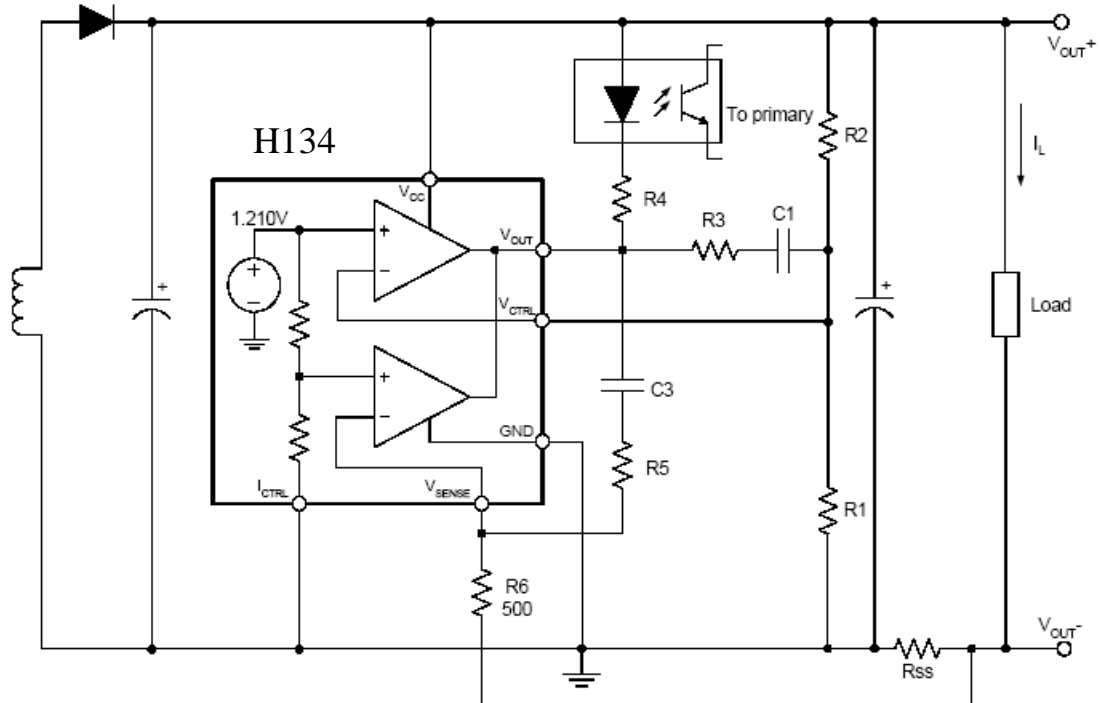 V_OUT+
To primary
R2
I_L
H134
V_CC
R4
1.210V
R3
C1
V_OUT
+
+
+
−
−
+
+
V_CTRL
Load
+
−
C3
GND
R5
I_CTRL
V_SENSE
R1
R6
500
V_OUT-
Rss